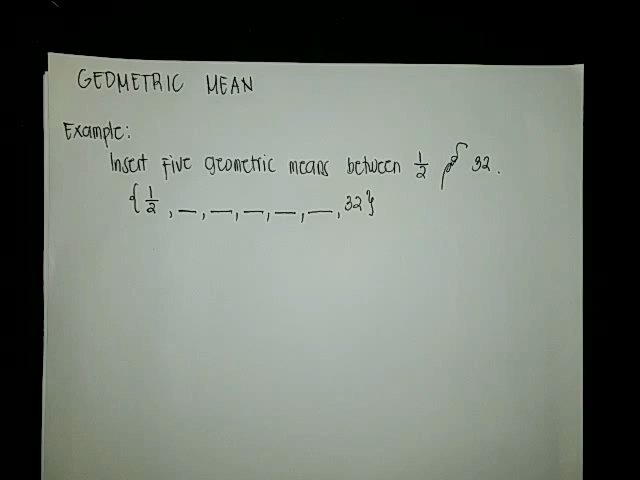 GEOMETRIC MEAN
Example:
Insert Five geometric means between 1/2 & 32.
{1/2, __, __, __, __, __, 32}